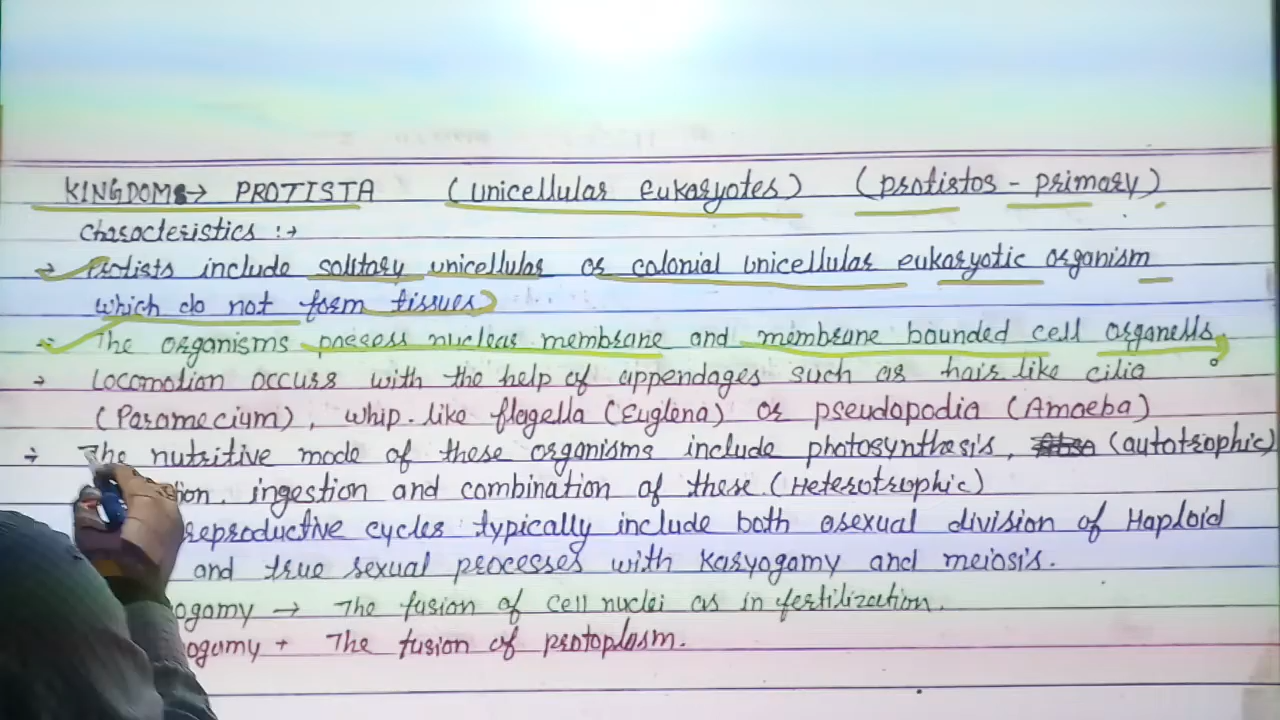 KINGDOM:→ PROTISTA (unicellular eukaryotes) (protistos - primary)
characteristics :→
→ Protists include solitary unicellular or colonial unicellular eukaryotic organism
which do not form tissues
→ The organisms possess nuclear membrane and membrane bounded cell organells.
→ Locomotion occurs with the help of appendages such as hair-like cilia
(Paramecium), whip-like flagella (Euglena) or pseudopodia (Amoeba)
→ The nutritive mode of these organisms include photosynthesis, (autotrophic)
ion, ingestion and combination of these. (Heterotrophic)
reproductive cycles typically include both asexual division of Haploid
and true sexual processes with Karyogamy and meiosis.
ogamy → The fusion of cell nuclei as in fertilization.
ogamy → The fusion of protoplasm.